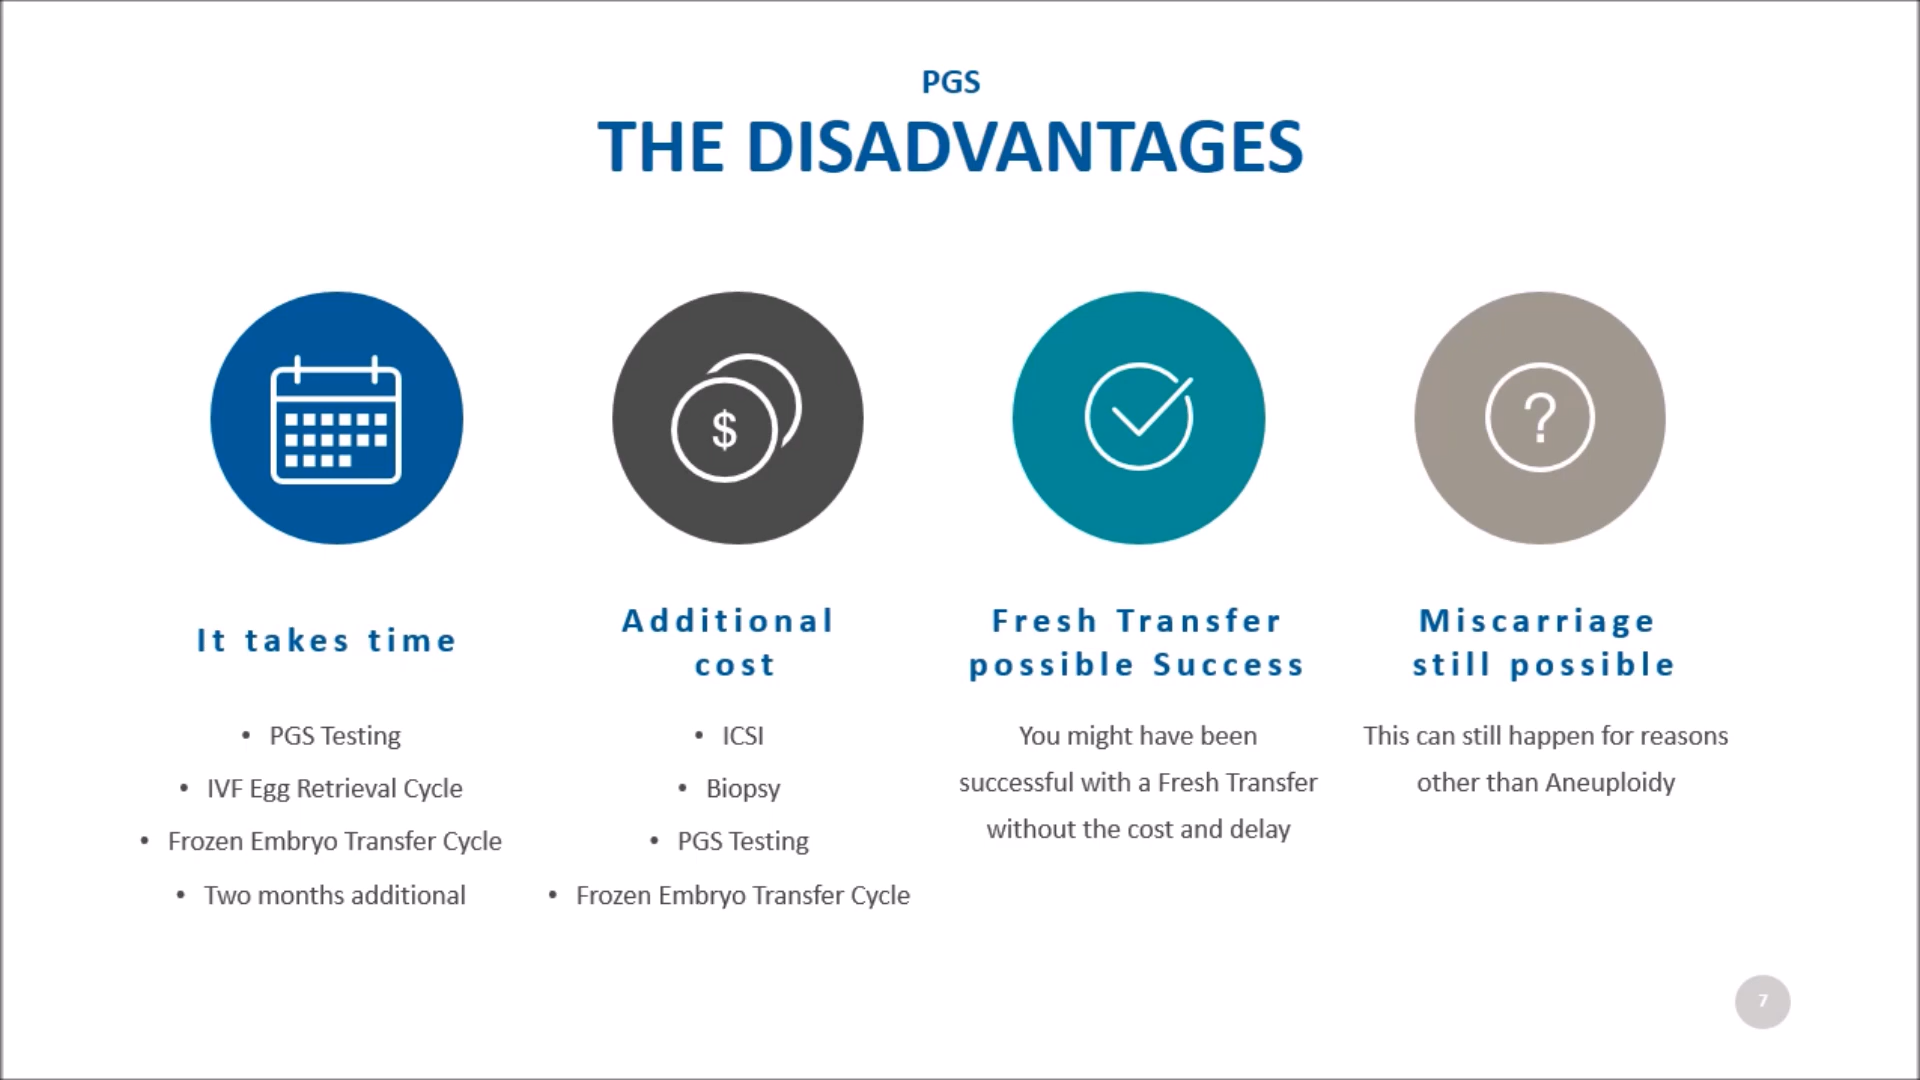 PGS
THE DISADVANTAGES
$
?
It takes time
• PGS Testing
• IVF Egg Retrieval Cycle
• Frozen Embryo Transfer Cycle
• Two months additional
Additional
cost
• ICSI
• Biopsy
• PGS Testing
• Frozen Embryo Transfer Cycle
Fresh Transfer
possible Success
You might have been
successful with a Fresh Transfer
without the cost and delay
Miscarriage
still possible
This can still happen for reasons
other than Aneuploidy
7